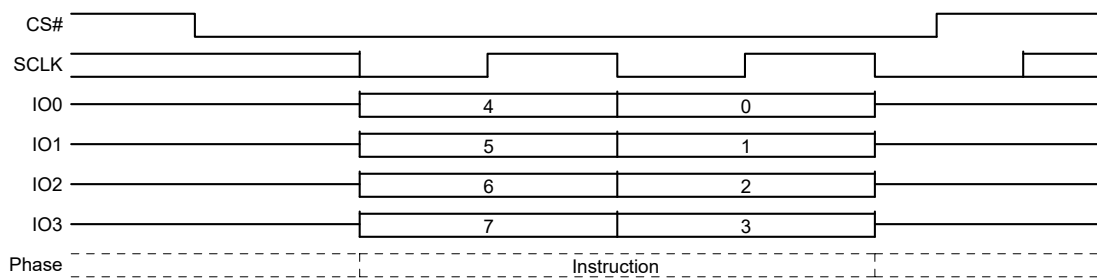 CS#
SCLK
IO0 4 0
IO1 5 1
IO2 6 2
IO3 7 3
Phase Instruction